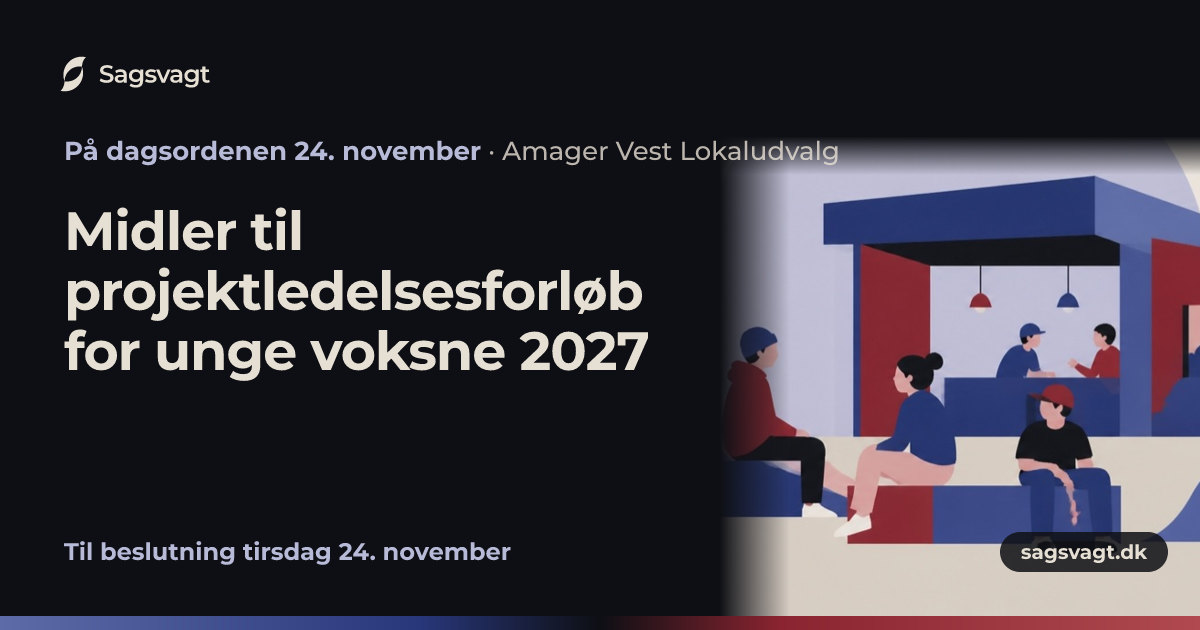 Sagsvagt
På dagsordenen 24. november · Amager Vest Lokaludvalg
Midler til
projektledelsesforløb
for unge voksne 2027
Til beslutning tirsdag 24. november
sagsvagt.dk